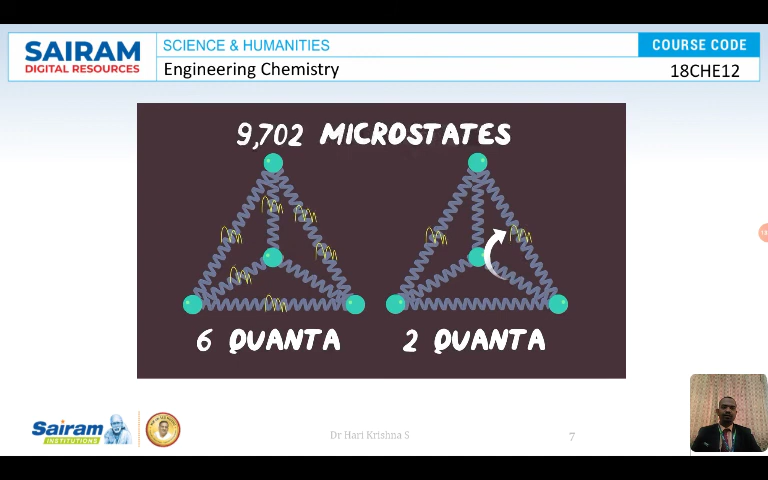 SAIRAM
DIGITAL RESOURCES
SCIENCE & HUMANITIES
COURSE CODE
Engineering Chemistry
18CHE12
9,702 MICROSTATES
6 QUANTA
2 QUANTA
Sairam
INSTITUTIONS
Dr Hari Krishna S
7